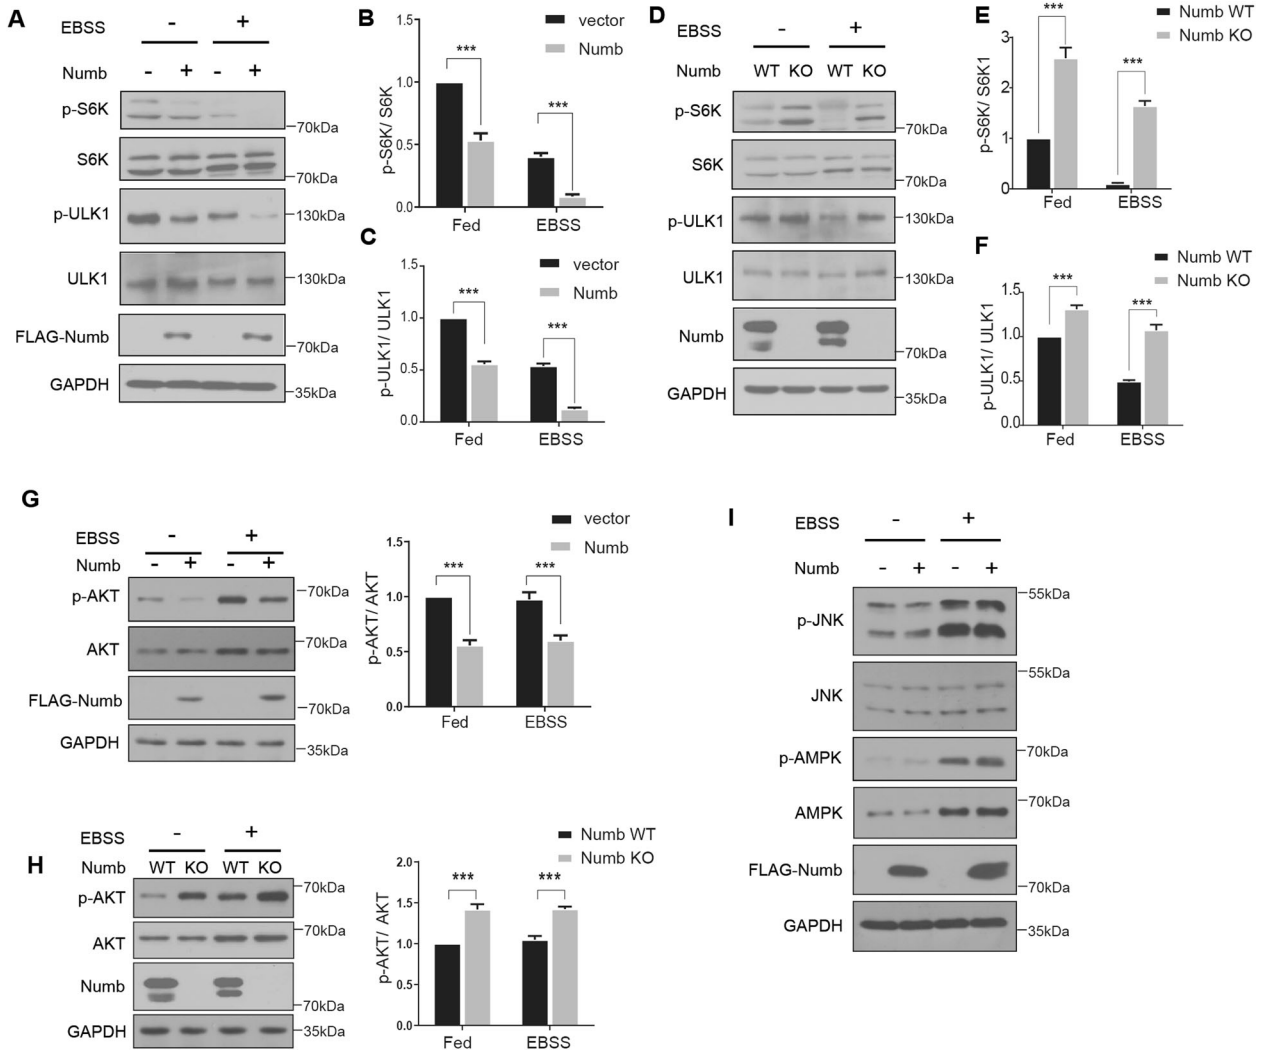 A
EBSS - +
Numb - + - +
p-S6K
70kDa
S6K
70kDa
p-ULK1
130kDa
ULK1
130kDa
FLAG-Numb
70kDa
GAPDH
35kDa
B
vector
Numb
p-S6K/ S6K
1.5
1.0
0.5
0.0
***
***
Fed EBSS
C
vector
Numb
p-ULK1/ ULK1
1.5
1.0
0.5
0.0
***
***
Fed EBSS
D
EBSS - +
Numb WT KO WT KO
p-S6K
70kDa
S6K
70kDa
p-ULK1
130kDa
ULK1
130kDa
Numb
70kDa
GAPDH
35kDa
E
Numb WT
Numb KO
p-S6K/ S6K1
3
2
1
0
***
***
Fed EBSS
F
Numb WT
Numb KO
p-ULK1/ ULK1
1.5
1.0
0.5
0.0
***
***
Fed EBSS
G
EBSS - +
Numb - + - +
p-AKT
70kDa
AKT
70kDa
FLAG-Numb
70kDa
GAPDH
35kDa
vector
Numb
p-AKT/ AKT
1.5
1.0
0.5
0.0
***
***
Fed EBSS
H
EBSS - +
Numb WT KO WT KO
p-AKT
70kDa
AKT
70kDa
Numb
70kDa
GAPDH
35kDa
Numb WT
Numb KO
p-AKT/ AKT
2.0
1.5
1.0
0.5
0.0
***
***
Fed EBSS
I
EBSS - +
Numb - + - +
p-JNK
55kDa
JNK
55kDa
p-AMPK
70kDa
AMPK
70kDa
FLAG-Numb
70kDa
GAPDH
35kDa